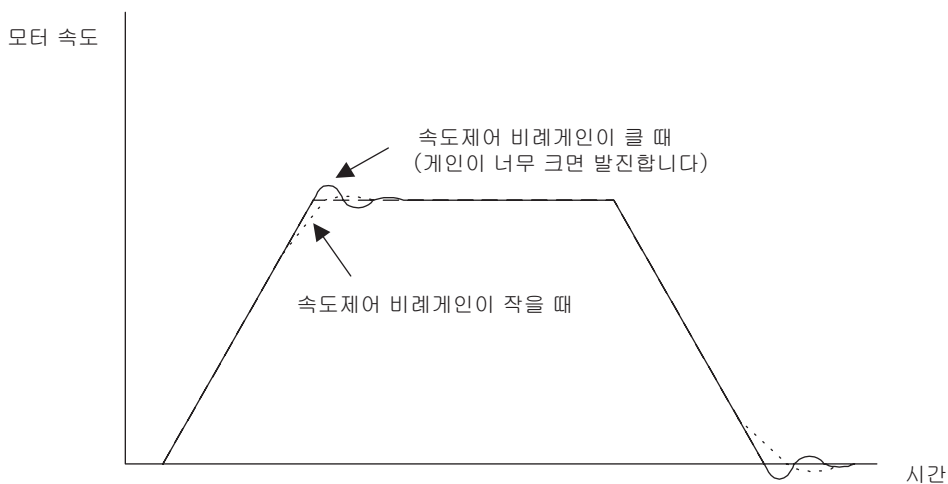 모터 속도
속도제어 비례게인이 클 때
(게인이 너무 크면 발진합니다)
속도제어 비례게인이 작을 때
시간